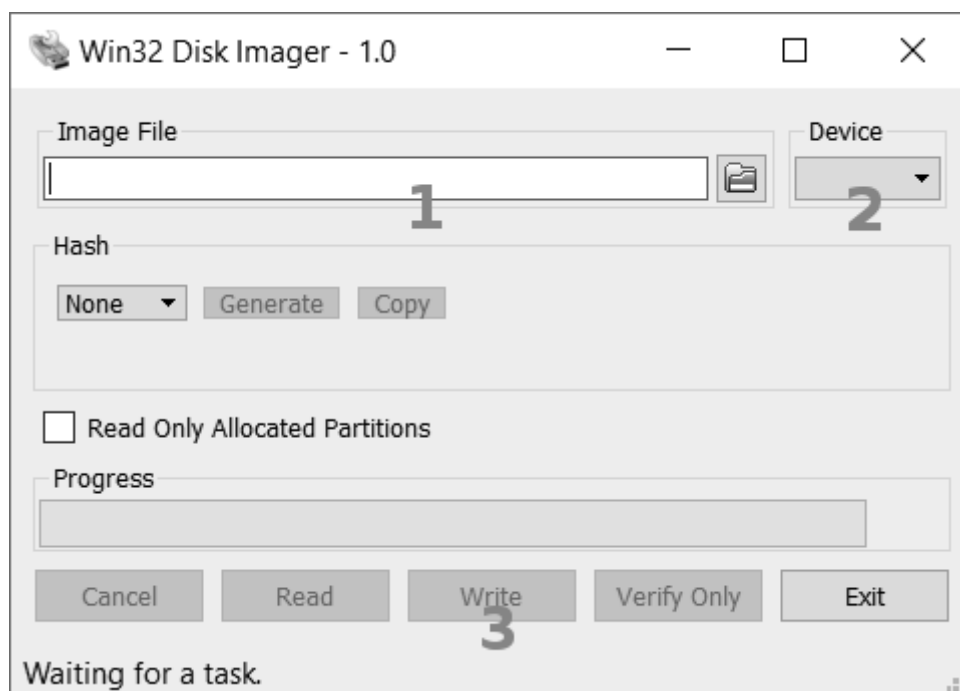 Win32 Disk Imager - 1.0
Image File Device
1 2
Hash
None Generate Copy
Read Only Allocated Partitions
Progress
Cancel Read Write Verify Only Exit
3
Waiting for a task.